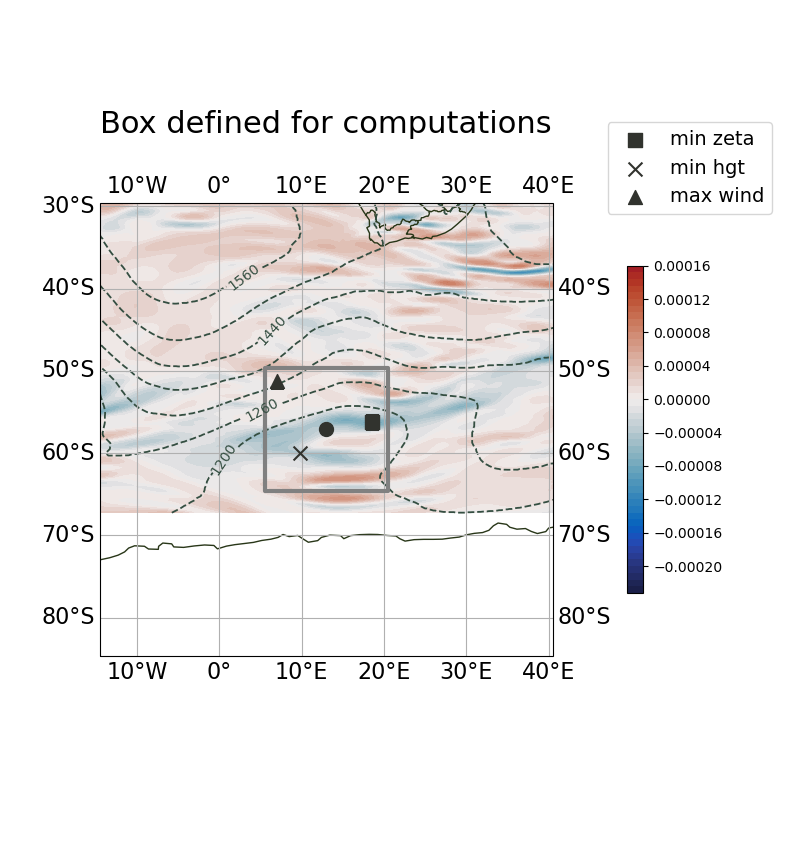 Box defined for computations
min zeta
min hgt
max wind
10°W 0° 10°E 20°E 30°E 40°E
30°S
40°S 40°S
50°S 50°S
60°S 60°S
70°S 70°S
80°S 80°S
10°W 0° 10°E 20°E 30°E 40°E
1560
1440
1260
1200
0.00016
0.00012
0.00008
0.00004
0.00000
−0.00004
−0.00008
−0.00012
−0.00016
−0.00020